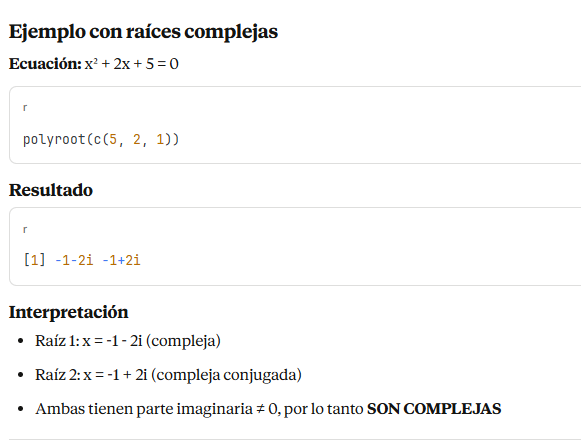 Ejemplo con raíces complejas
Ecuación: x² + 2x + 5 = 0
r
polyroot(c(5, 2, 1))
Resultado
r
[1] -1-2i -1+2i
Interpretación
• Raíz 1: x = -1 - 2i (compleja)
• Raíz 2: x = -1 + 2i (compleja conjugada)
• Ambas tienen parte imaginaria ≠ 0, por lo tanto SON COMPLEJAS